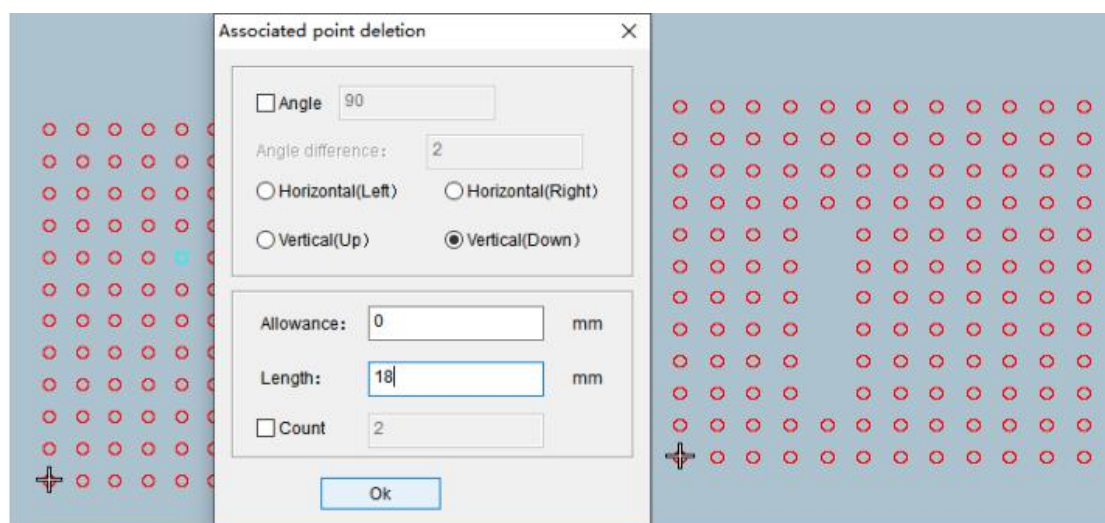 Associated point deletion
Angle 90
Angle difference： 2
Horizontal(Left) Horizontal(Right)
Vertical(Up) Vertical(Down)
Allowance： 0 mm
Length： 18 mm
Count 2
Ok